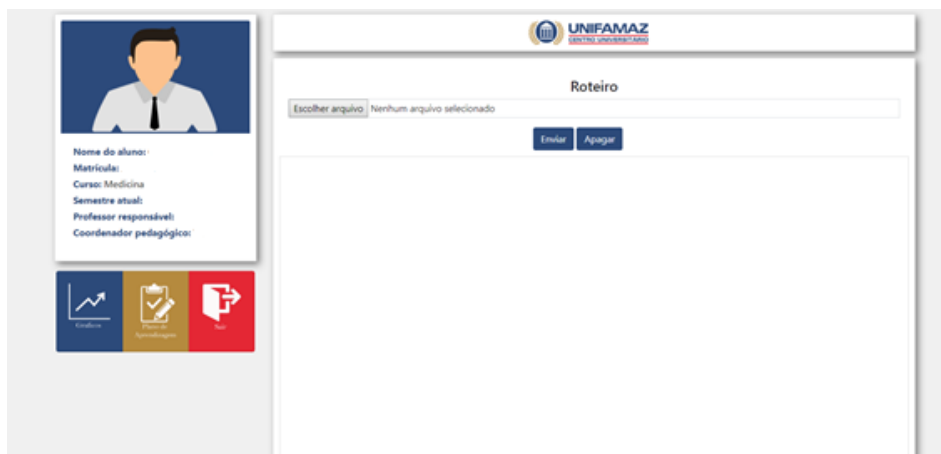 UNIFAMAZ
CENTRO UNIVERSITÁRIO
Roteiro
Escolher arquivo Nenhum arquivo selecionado
Enviar Apagar
Nome do aluno:
Matrícula:
Curso: Medicina
Semestre atual:
Professor responsável:
Coordenador pedagógico:
Gráficos
Plano de
Aprendizagem
Sair